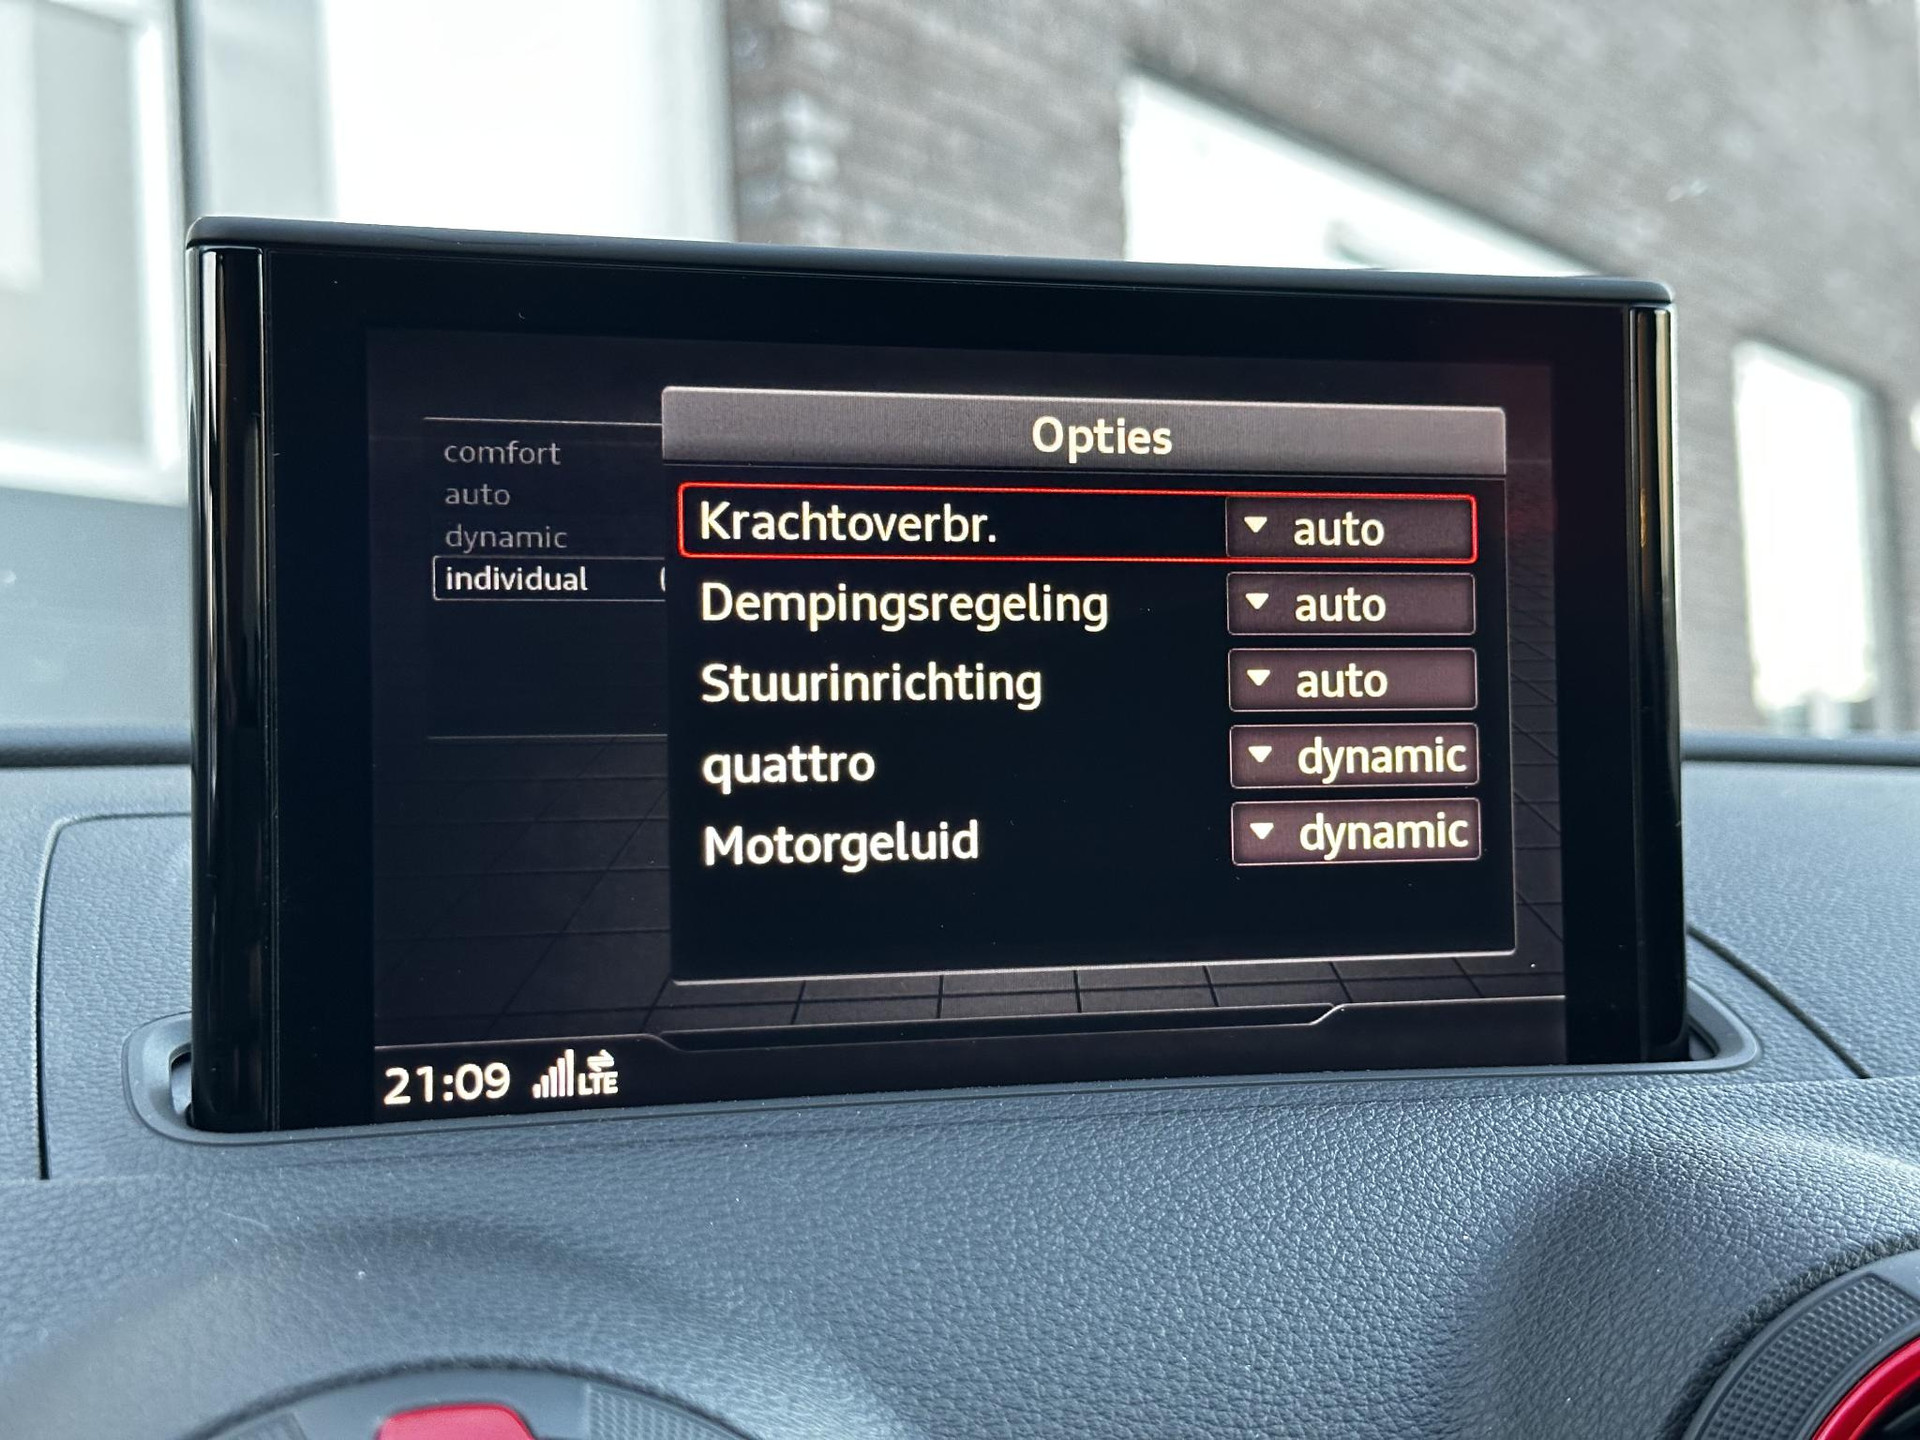 comfort
auto
dynamic
individual
Opties
Krachtoverbr. auto
Dempingsregeling auto
Stuurinrichting auto
quattro dynamic
Motorgeluid dynamic
21:09 LTE